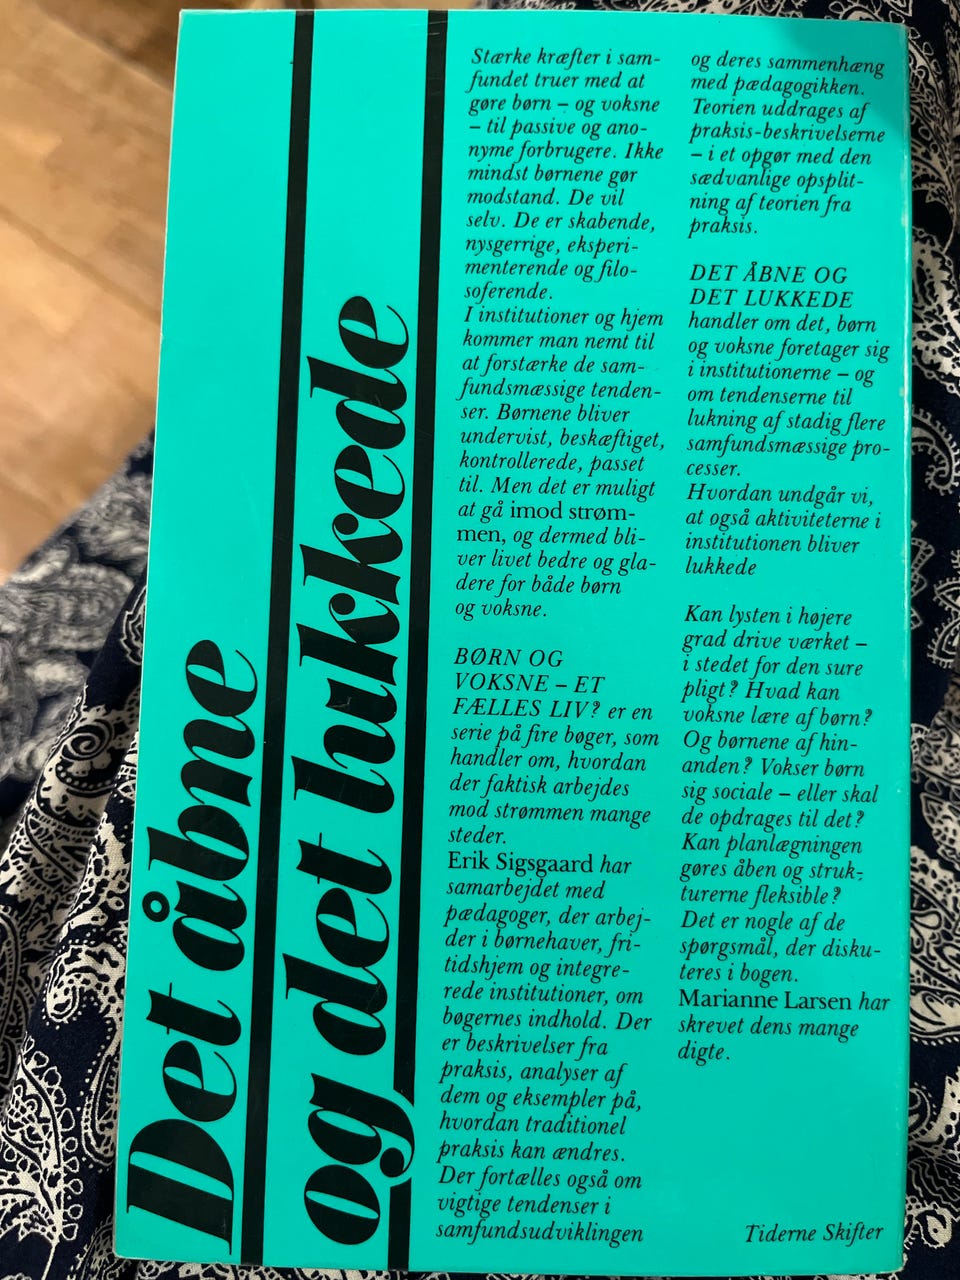 Det åbne
og det lukkede
Stærke kræfter i sam-
fundet truer med at
gøre børn – og voksne
– til passive og ano-
nyme forbrugere. Ikke
mindst børnene gør
modstand. De vil
selv. De er skabende,
nysgerrige, eksperi-
menterende og filo-
soferende.
I institutioner og hjem
kommer man nemt til
at forstærke de sam-
fundsmæssige tenden-
ser. Børnene bliver
undervist, beskæftiget,
kontrollerede, passet
til. Men det er muligt
at gå imod strøm-
men, og dermed bli-
ver livet bedre og gla-
dere for både børn
og voksne.
BØRN OG
VOKSNE – ET
FÆLLES LIV? er en
serie på fire bøger, som
handler om, hvordan
der faktisk arbejdes
mod strømmen mange
steder.
Erik Sigsgaard har
samarbejdet med
pædagoger, der arbej-
der i børnehaver, fri-
tidshjem og integre-
rede institutioner, om
bøgernes indhold. Der
er beskrivelser fra
praksis, analyser af
dem og eksempler på,
hvordan traditionel
praksis kan ændres.
Der fortælles også om
vigtige tendenser i
samfundsudviklingen
og deres sammenhæng
med pædagogikken.
Teorien uddrages af
praksis-beskrivelserne
– i et opgør med den
sædvanlige opsplit-
ning af teorien fra
praksis.
DET ÅBNE OG
DET LUKKEDE
handler om det, børn
og voksne foretager sig
i institutionerne – og
om tendenserne til
lukning af stadig flere
samfundsmæssige pro-
cesser.
Hvordan undgår vi,
at også aktiviteterne i
institutionen bliver
lukkede
Kan lysten i højere
grad drive værket –
i stedet for den sure
pligt? Hvad kan
voksne lære af børn?
Og børnene af hin-
anden? Vokser børn
sig sociale – eller skal
de opdrages til det?
Kan planlægningen
gøres åben og struk-
turerne fleksible?
Det er nogle af de
spørgsmål, der disku-
teres i bogen.
Marianne Larsen har
skrevet dens mange
digte.
Tiderne Skifter